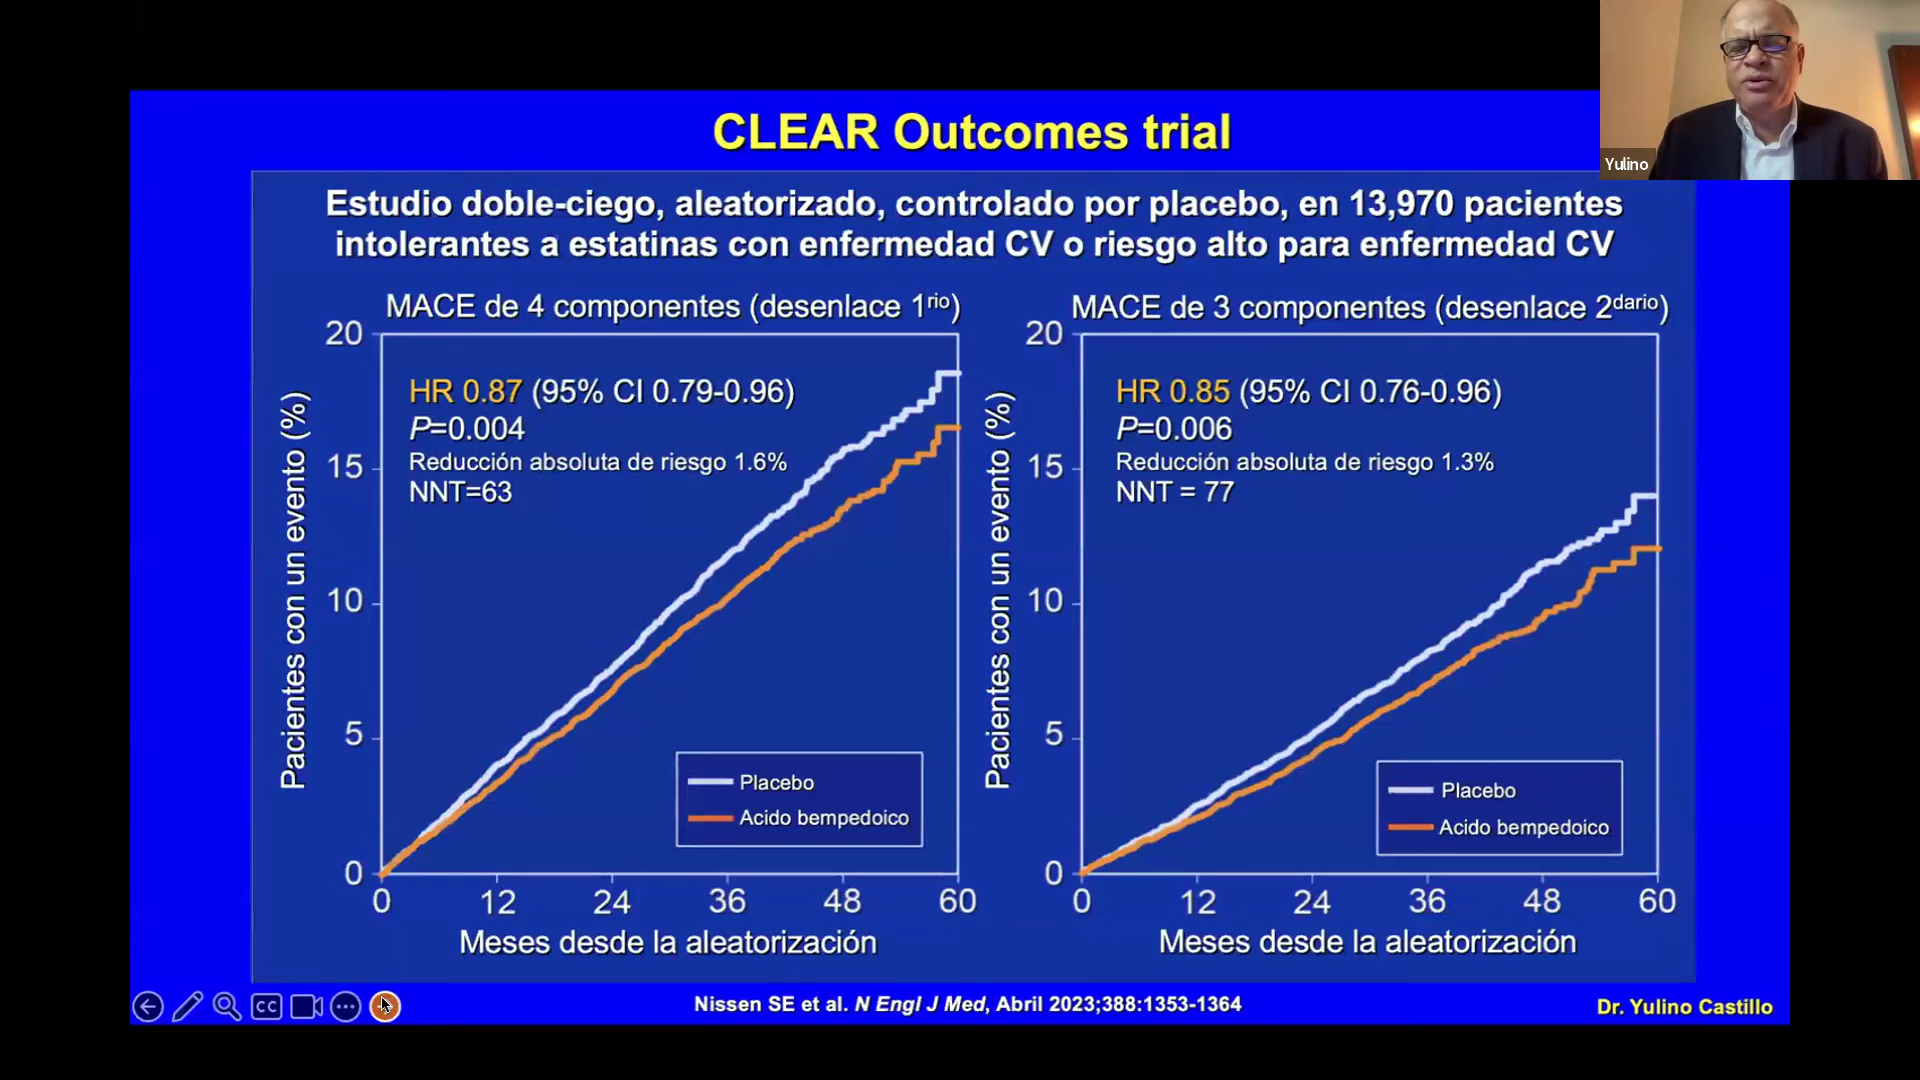 CLEAR Outcomes trial
Yulino
Estudio doble-ciego, aleatorizado, controlado por placebo, en 13,970 pacientes
intolerantes a estatinas con enfermedad CV o riesgo alto para enfermedad CV
MACE de 4 componentes (desenlace 1rio)
Pacientes con un evento (%)
20
15
10
5
0
HR 0.87 (95% CI 0.79-0.96)
P=0.004
Reducción absoluta de riesgo 1.6%
NNT=63
Placebo
Acido bempedoico
0 12 24 36 48 60
Meses desde la aleatorización
MACE de 3 componentes (desenlace 2dario)
Pacientes con un evento (%)
20
15
10
5
0
HR 0.85 (95% CI 0.76-0.96)
P=0.006
Reducción absoluta de riesgo 1.3%
NNT = 77
Placebo
Acido bempedoico
0 12 24 36 48 60
Meses desde la aleatorización
CC
Nissen SE et al. N Engl J Med, Abril 2023;388:1353-1364
Dr. Yulino Castillo